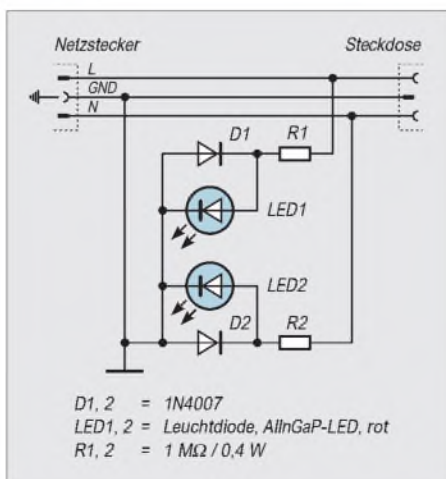 Netzstecker Steckdose
L
GND
N
D1 R1
LED1
LED2
D2 R2
D1, 2 = 1N4007
LED1, 2 = Leuchtdiode, AlInGaP-LED, rot
R1, 2 = 1 MΩ / 0,4 W